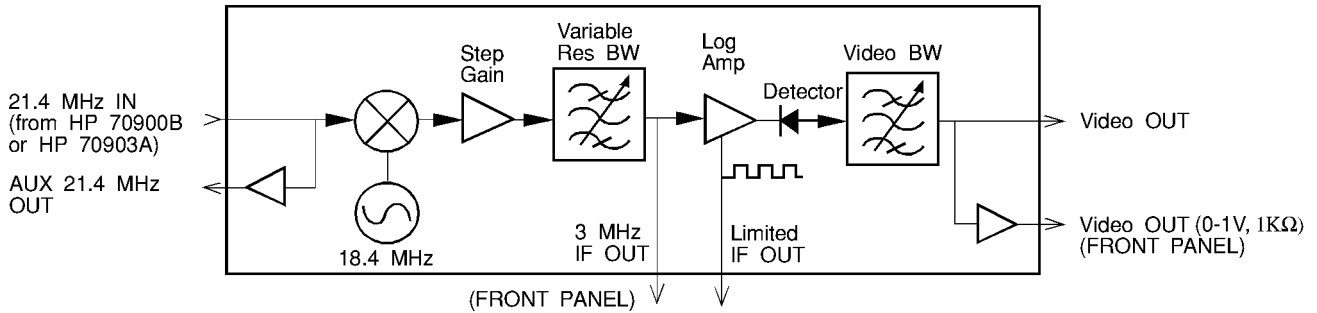 21.4 MHz IN
(from HP 70900B
or HP 70903A)
AUX 21.4 MHz
OUT
18.4 MHz
Step
Gain
Variable
Res BW
Log
Amp
Detector
Video BW
3 MHz
IF OUT
Limited
IF OUT
(FRONT PANEL)
Video OUT
Video OUT (0-1V, 1KΩ)
(FRONT PANEL)